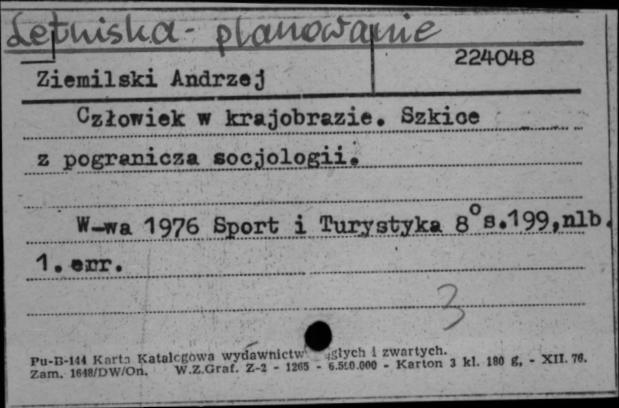 Letniska - planowanie
224048
Ziemilski Andrzej
Człowiek w krajobrazie. Szkice
z pogranicza socjologii.
W-wa 1976 Sport i Turystyka 8° s.199,nlb.
1. err.
3
Pu-B-144 Karta Katalogowa wydawnictw i zwartych.
Zam. 1648/DW/On. W.Z.Graf. Z-2 - 1265 - 6.500.000 - Karton 3 kl. 180 g, - XII. 76.